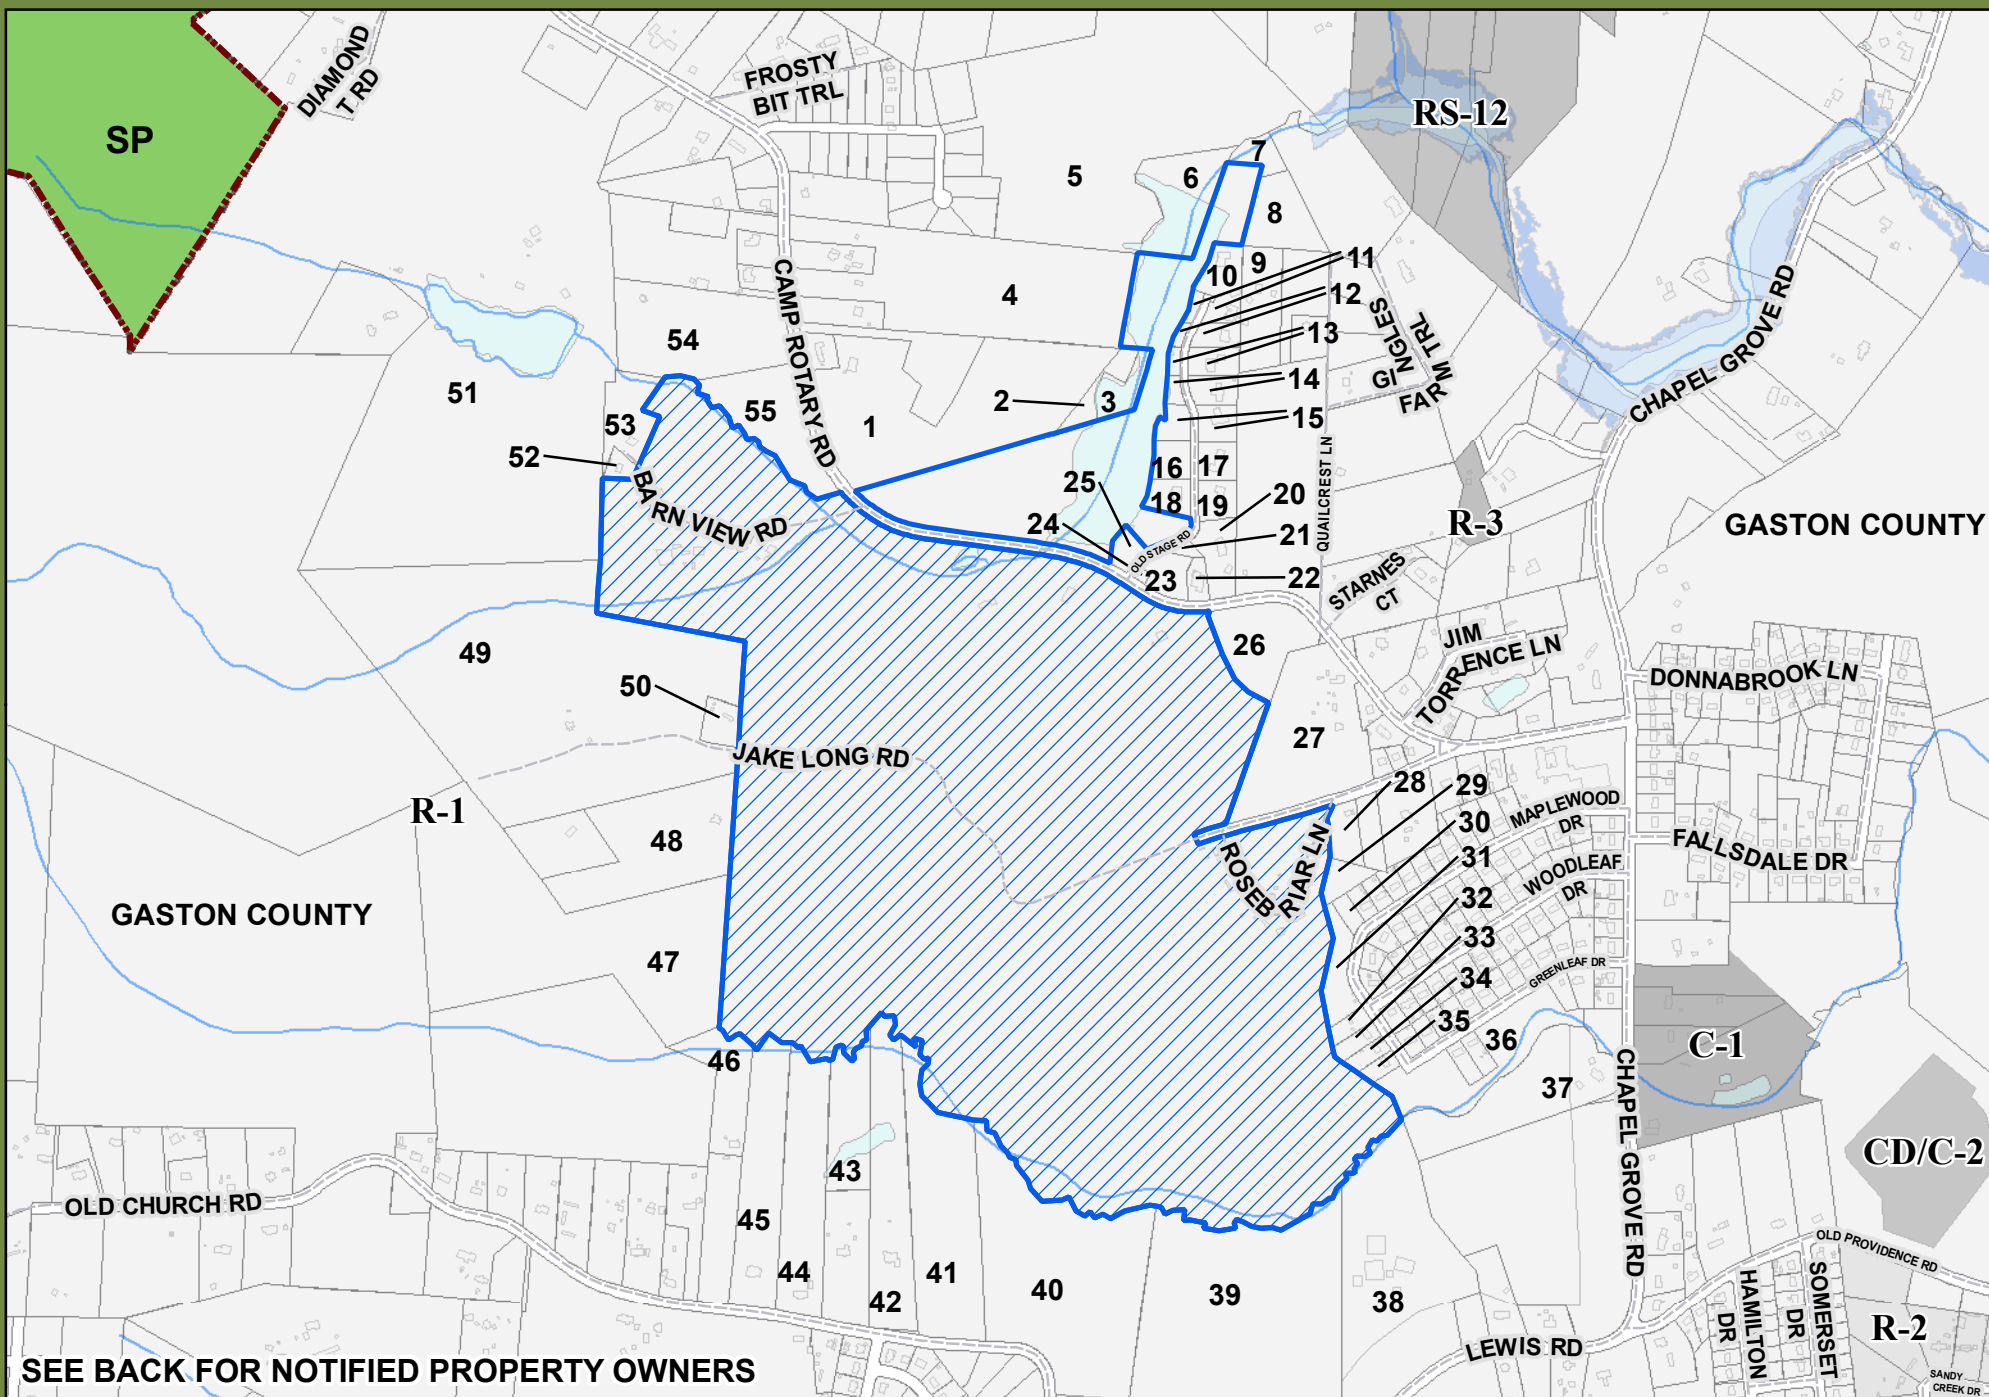 DIAMOND
T RD
FROSTY
BIT TRL
SP
RS-12
7
5
6
8
CAMP ROTARY RD
9
10
11
4
12
GINGLES
FARM TRL
13
CHAPEL GROVE RD
54
14
51
2
3
55
15
53
1
52
16
17
QUAILCREST LN
25
20
BARN VIEW RD
18
19
R-3
GASTON COUNTY
24
21
OLD STAGE RD
23
22
STARNES
CT
49
26
JIM
TORRENCE LN
50
DONNABROOK LN
27
JAKE LONG RD
28
29
R-1
MAPLEWOOD
DR
30
48
ROSEBRIAR LN
31
WOODLEAF
DR
FALLSDALE DR
32
GASTON COUNTY
33
47
34
GREENLEAF DR
35
36
C-1
46
37
CHAPEL GROVE RD
43
CD/C-2
OLD CHURCH RD
45
OLD PROVIDENCE RD
44
41
40
39
38
42
HAMILTON
DR
SOMERSET
DR
R-2
LEWIS RD
SEE BACK FOR NOTIFIED PROPERTY OWNERS
SANDY
CREEK DR